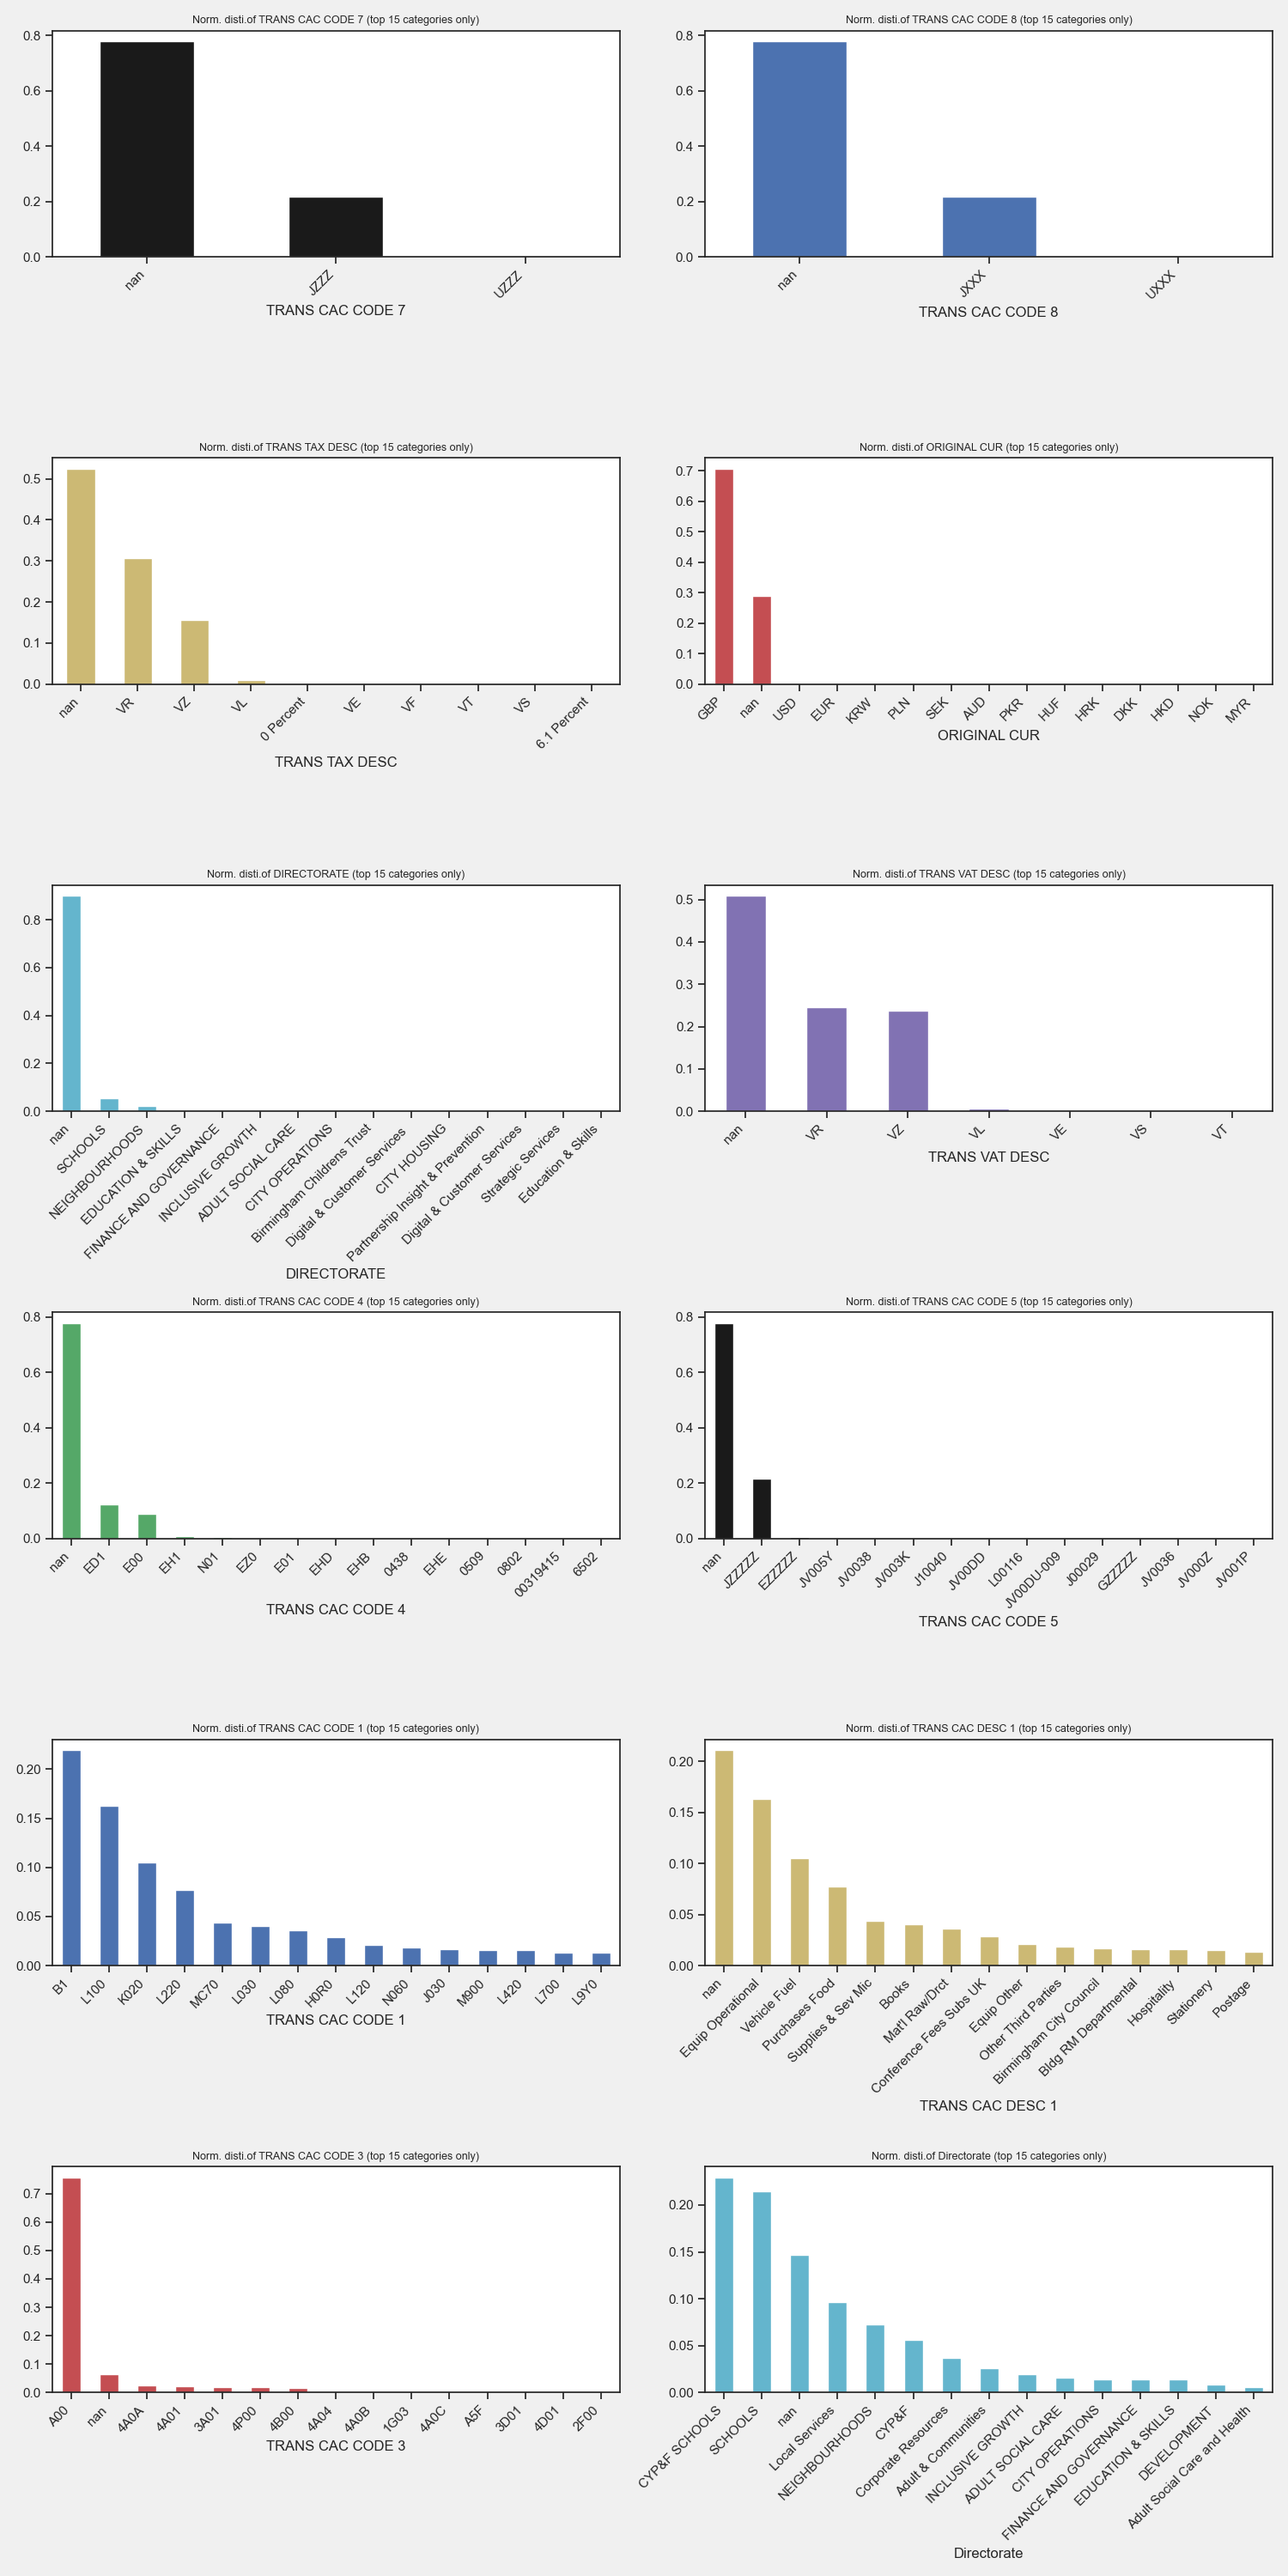 Norm. disti.of TRANS CAC CODE 7 (top 15 categories only)
0.8
0.6
0.4
0.2
0.0
nan
JZZZ
UZZZ
TRANS CAC CODE 7
Norm. disti.of TRANS CAC CODE 8 (top 15 categories only)
0.8
0.6
0.4
0.2
0.0
nan
JXXX
UXXX
TRANS CAC CODE 8
Norm. disti.of TRANS TAX DESC (top 15 categories only)
0.5
0.4
0.3
0.2
0.1
0.0
nan
VR
VZ
VL
0 Percent
VE
VF
VT
VS
6.1 Percent
TRANS TAX DESC
Norm. disti.of ORIGINAL CUR (top 15 categories only)
0.7
0.6
0.5
0.4
0.3
0.2
0.1
0.0
GBP
nan
USD
EUR
KRW
PLN
SEK
AUD
PKR
HUF
HRK
DKK
HKD
NOK
MYR
ORIGINAL CUR
Norm. disti.of DIRECTORATE (top 15 categories only)
0.8
0.6
0.4
0.2
0.0
nan
SCHOOLS
NEIGHBOURHOODS
EDUCATION & SKILLS
FINANCE AND GOVERNANCE
INCLUSIVE GROWTH
ADULT SOCIAL CARE
CITY OPERATIONS
Birmingham Childrens Trust
Digital & Customer Services
CITY HOUSING
Partnership Insight & Prevention
Digital & Customer Services
Strategic Services
Education & Skills
DIRECTORATE
Norm. disti.of TRANS VAT DESC (top 15 categories only)
0.5
0.4
0.3
0.2
0.1
0.0
nan
VR
VZ
VL
VE
VS
VT
TRANS VAT DESC
Norm. disti.of TRANS CAC CODE 4 (top 15 categories only)
0.8
0.6
0.4
0.2
0.0
nan
ED1
E00
EH1
N01
EZ0
E01
EHD
EHB
0438
EHE
0509
0802
00319415
6502
TRANS CAC CODE 4
Norm. disti.of TRANS CAC CODE 5 (top 15 categories only)
0.8
0.6
0.4
0.2
0.0
nan
JZZZZZ
EZZZZZ
JV005Y
JV0038
JV003K
J10040
JV00DD
L00116
JV00DU-009
J00029
GZZZZZ
JV0036
JV00Z
JV001P
TRANS CAC CODE 5
Norm. disti.of TRANS CAC CODE 1 (top 15 categories only)
0.20
0.15
0.10
0.05
0.00
B1
L100
K020
L220
MC70
L030
L080
H0R0
L120
N060
J030
M900
L420
L700
L9Y0
TRANS CAC CODE 1
Norm. disti.of TRANS CAC DESC 1 (top 15 categories only)
0.20
0.15
0.10
0.05
0.00
nan
Equip Operational
Vehicle Fuel
Purchases Food
Supplies & Sev Mic
Books
Mat'l Raw/Drct
Conference Fees Subs UK
Equip Other
Other Third Parties
Birmingham City Council
Bldg RM Departmental
Hospitality
Stationery
Postage
TRANS CAC DESC 1
Norm. disti.of TRANS CAC CODE 3 (top 15 categories only)
0.7
0.6
0.5
0.4
0.3
0.2
0.1
0.0
A00
nan
4A0A
4A01
3A01
4P00
4B00
4A04
4A0B
1G03
4A0C
A5F
3D01
4D01
2F00
TRANS CAC CODE 3
Norm. disti.of Directorate (top 15 categories only)
0.20
0.15
0.10
0.05
0.00
CYP&F SCHOOLS
SCHOOLS
nan
Local Services
NEIGHBOURHOODS
CYP&F
Corporate Resources
Adult & Communities
INCLUSIVE GROWTH
ADULT SOCIAL CARE
CITY OPERATIONS
FINANCE AND GOVERNANCE
EDUCATION & SKILLS
DEVELOPMENT
Adult Social Care and Health
Directorate